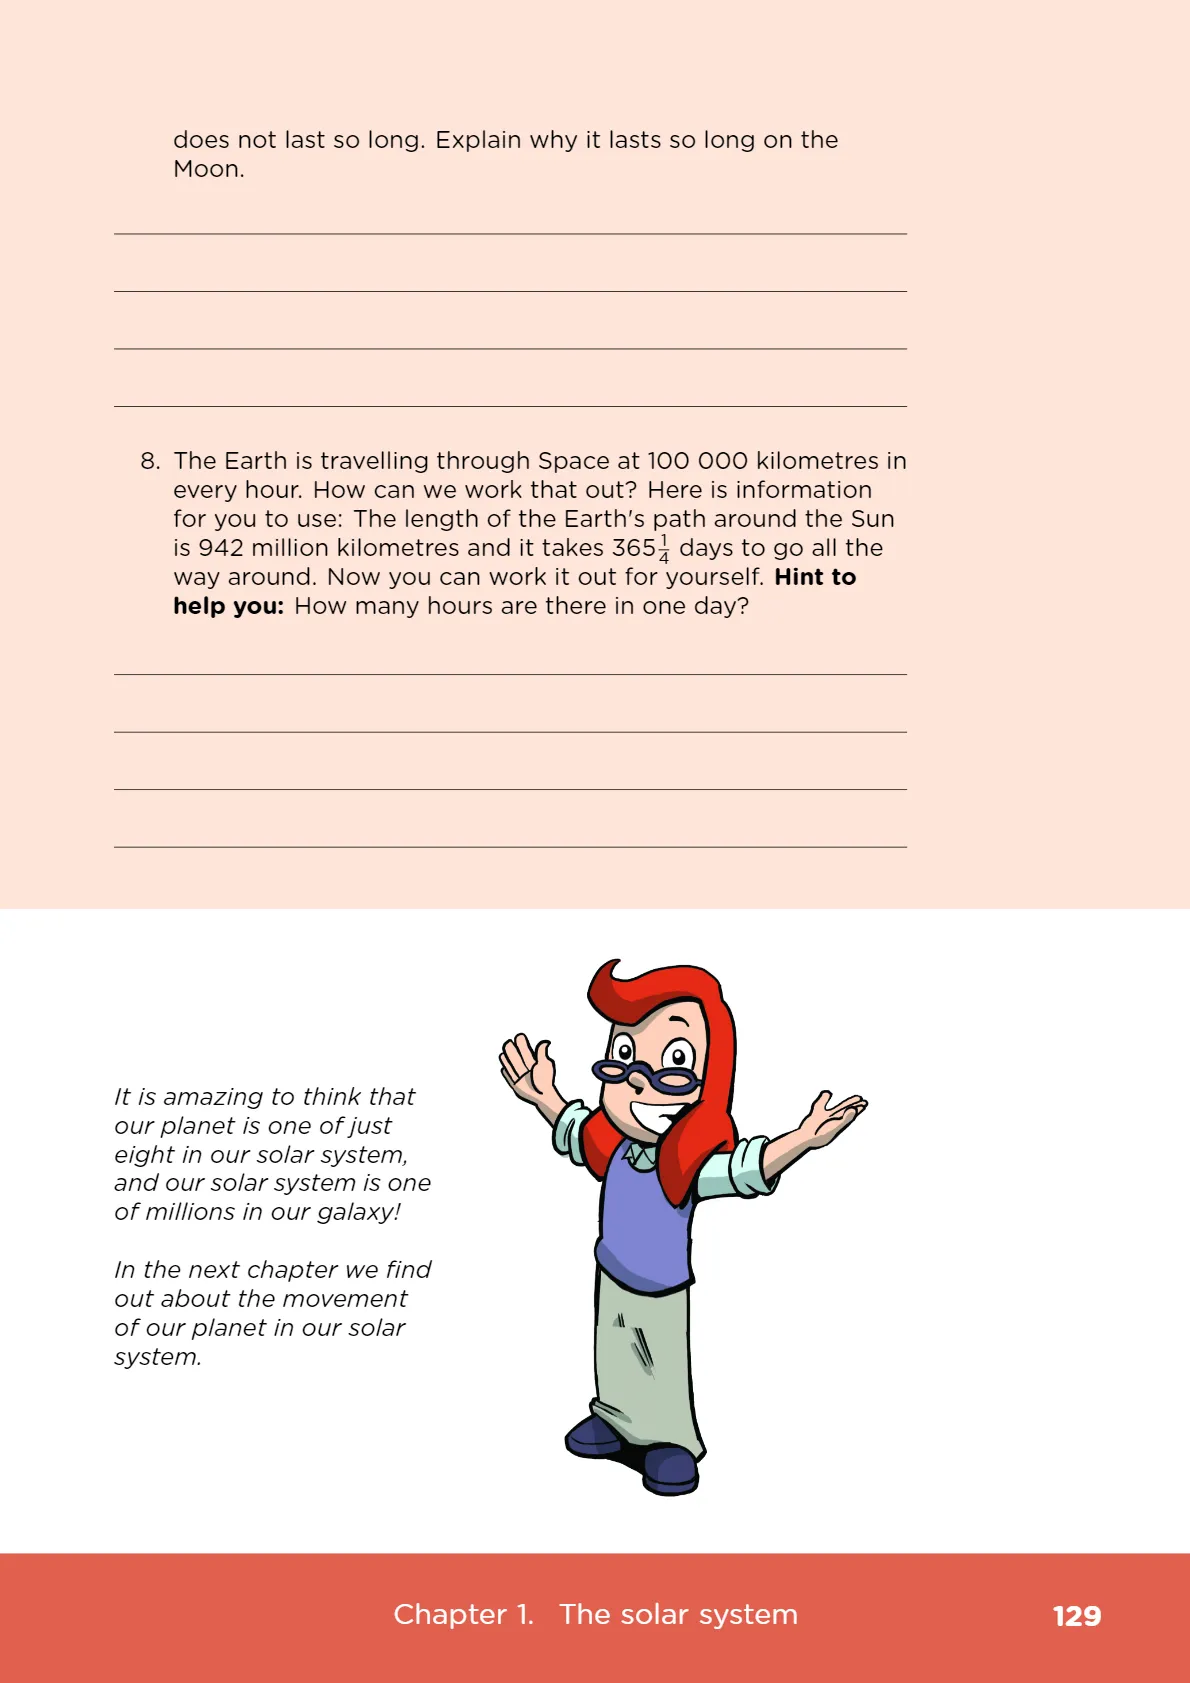 does not last so long. Explain why it lasts so long on the
Moon.
8. The Earth is travelling through Space at 100 000 kilometres in
every hour. How can we work that out? Here is information
for you to use: The length of the Earth's path around the Sun
is 942 million kilometres and it takes 365 1/4 days to go all the
way around. Now you can work it out for yourself. Hint to
help you: How many hours are there in one day?
It is amazing to think that
our planet is one of just
eight in our solar system,
and our solar system is one
of millions in our galaxy!
In the next chapter we find
out about the movement
of our planet in our solar
system.
Chapter 1. The solar system
129